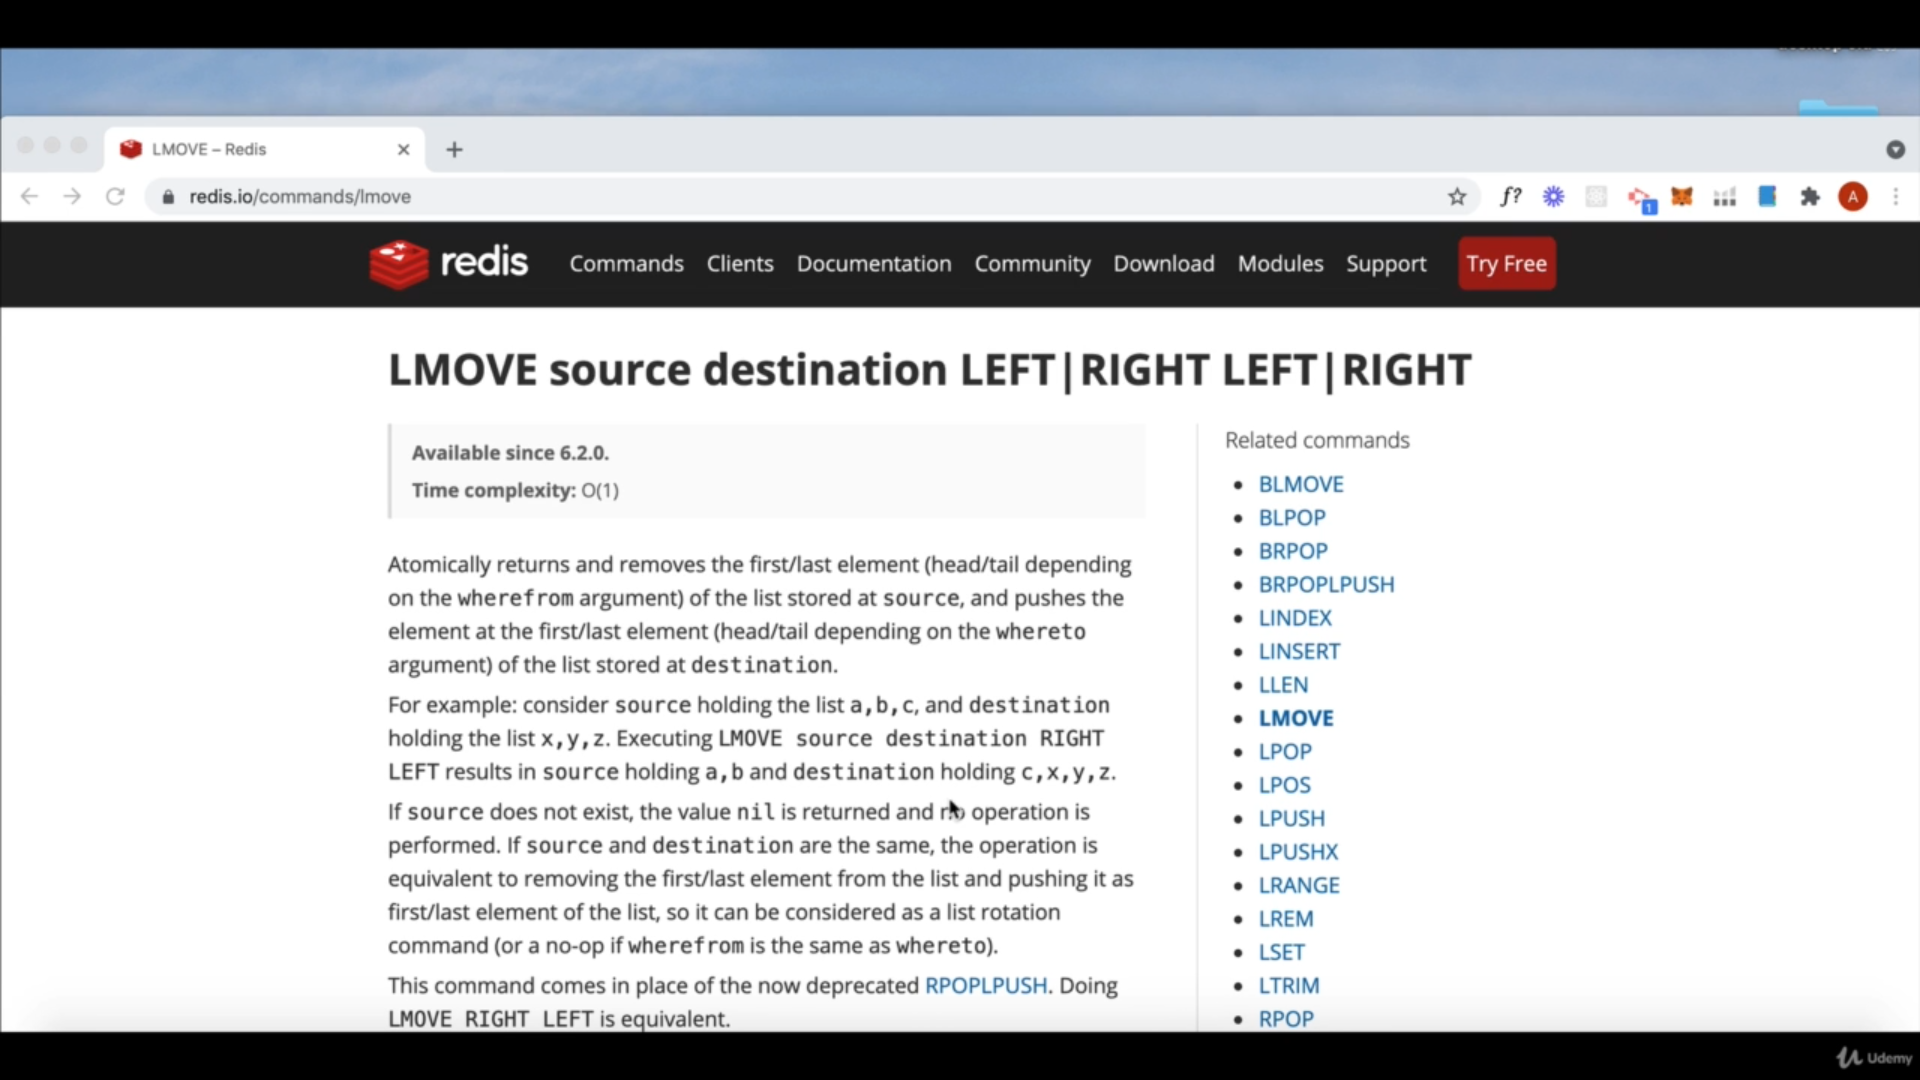 LMOVE – Redis
redis.io/commands/lmove
f?
1
A
redis
Commands Clients Documentation Community Download Modules Support Try Free
LMOVE source destination LEFT|RIGHT LEFT|RIGHT
Available since 6.2.0.
Time complexity: O(1)
Atomically returns and removes the first/last element (head/tail depending
on the wherefrom argument) of the list stored at source, and pushes the
element at the first/last element (head/tail depending on the whereto
argument) of the list stored at destination.
For example: consider source holding the list a,b,c, and destination
holding the list x,y,z. Executing LMOVE source destination RIGHT
LEFT results in source holding a,b and destination holding c,x,y,z.
If source does not exist, the value nil is returned and no operation is
performed. If source and destination are the same, the operation is
equivalent to removing the first/last element from the list and pushing it as
first/last element of the list, so it can be considered as a list rotation
command (or a no-op if wherefrom is the same as whereto).
This command comes in place of the now deprecated RPOPLPUSH. Doing
LMOVE RIGHT LEFT is equivalent.
Related commands
BLMOVE
BLPOP
BRPOP
BRPOPLPUSH
LINDEX
LINSERT
LLEN
LMOVE
LPOP
LPOS
LPUSH
LPUSHX
LRANGE
LREM
LSET
LTRIM
RPOP
Udemy